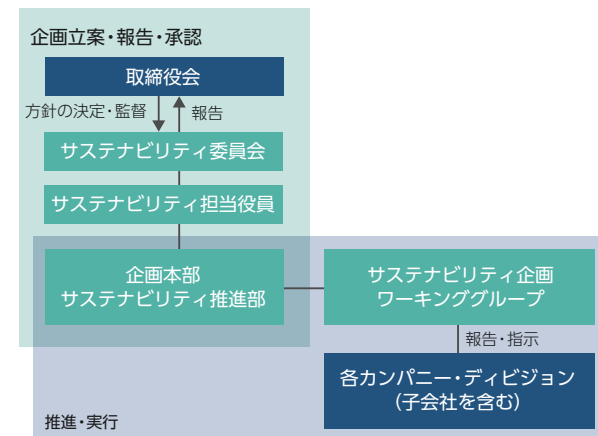 企画立案・報告・承認
取締役会
方針の決定・監督
報告
サステナビリティ委員会
サステナビリティ担当役員
企画本部
サステナビリティ推進部
サステナビリティ企画
ワーキンググループ
報告・指示
各カンパニー・ディビジョン
(子会社を含む)
推進・実行